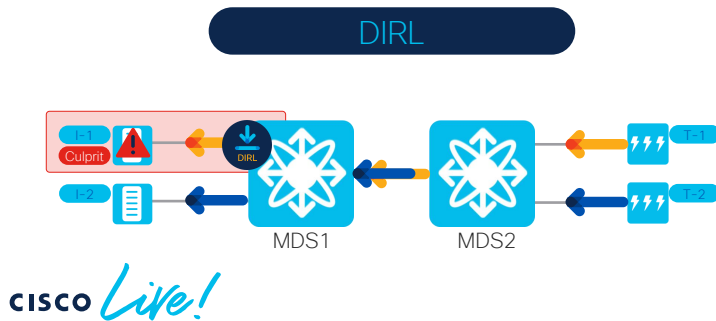 DIRL
I-1
Culprit
DIRL
T-1
I-2
T-2
MDS1
MDS2
CISCO Live!